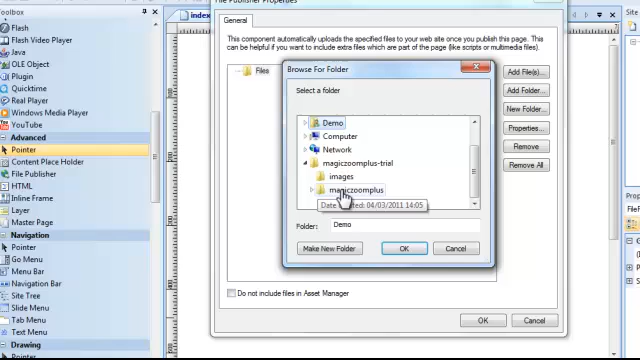 Toolbox
Flash
Flash Video Player
Java
OLE Object
Plugin
Quicktime
Real Player
Windows Media Player
YouTube
Advanced
Pointer
Content Place Holder
File Publisher
HTML
Inline Frame
Layer
Master Page
Navigation
Pointer
Go Menu
Menu Bar
Navigation Bar
Site Tree
Slide Menu
Tab Menu
Text Menu
Drawing
Pointer
index
File Publisher Properties
General
This component automatically uploads the specified files to your web site once you publish this page. This
can be helpful if you want to include extra files which are part of the page (like scripts or multimedia files).
Files
Add File(s)...
Add Folder...
New Folder...
Properties...
Remove
Remove All
Browse For Folder
Select a folder
Demo
Computer
Network
magiczoomplus-trial
images
magiczoomplus
04/03/2011 14:05
Folder:
Demo
Make New Folder
OK
Cancel
Do not include files in Asset Manager
OK
Cancel
Site
Prope